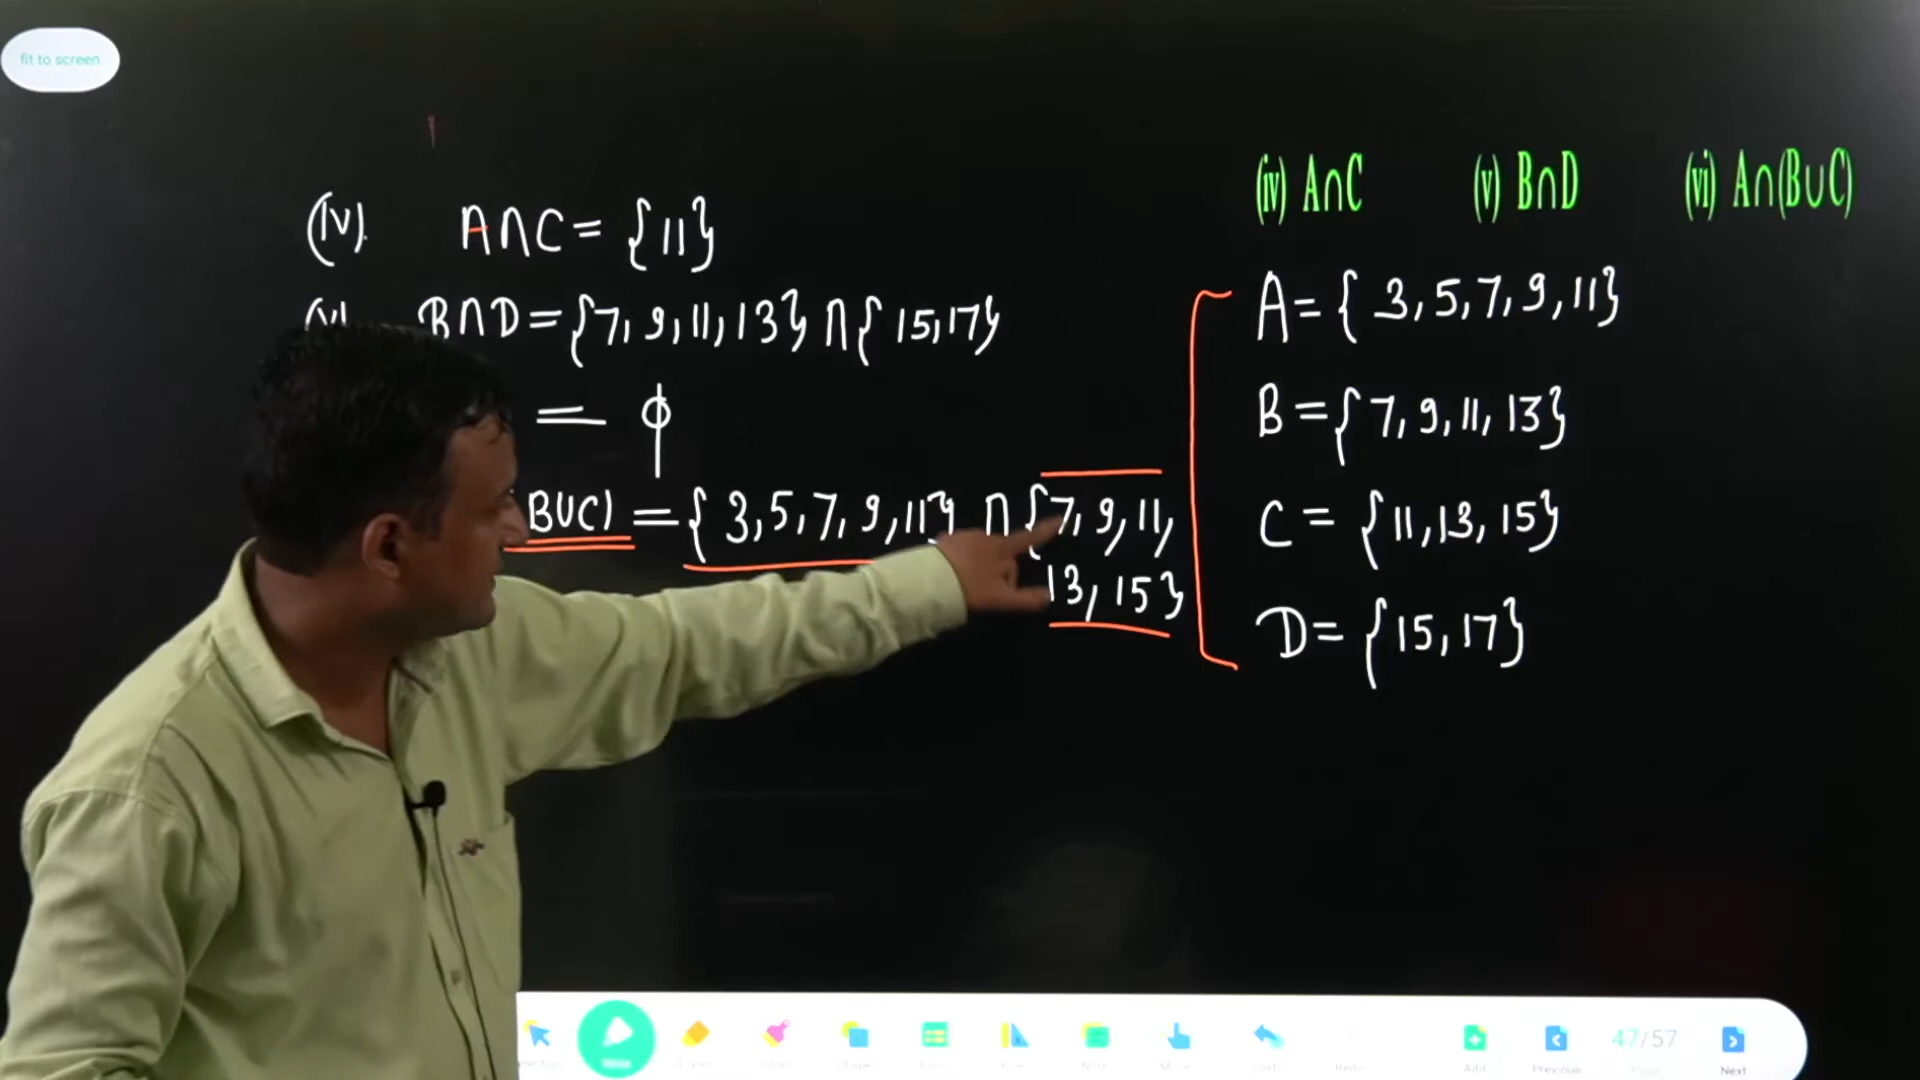 fit to screen
(iv) A∩C (v) B∩D (vi) A∩(B∪C)
(iv). A∩C = {11}
B∩D = {7, 9, 11, 13} ∩ { 15, 17}
= ϕ
B∪C) = { 3, 5, 7, 9, 11} ∩ {7, 9, 11,
13, 15}
A = { 3, 5, 7, 9, 11}
B = { 7, 9, 11, 13}
C = {11, 13, 15}
D = {15, 17}
47/57
Add Previous Next